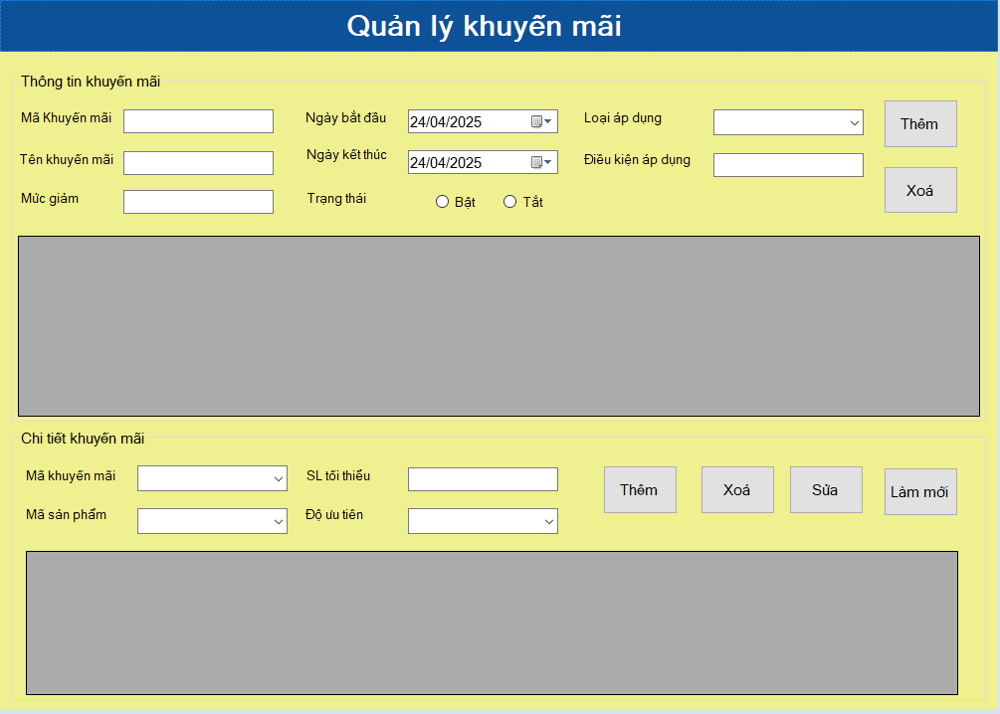 Quản lý khuyến mãi
Thông tin khuyến mãi
Mã Khuyến mãi
Ngày bắt đầu
24/04/2025
Loại áp dụng
Thêm
Tên khuyến mãi
Ngày kết thúc
24/04/2025
Điều kiện áp dụng
Xoá
Mức giảm
Trạng thái
Bật
Tắt
Chi tiết khuyến mãi
Mã khuyến mãi
SL tối thiểu
Thêm
Xoá
Sửa
Làm mới
Mã sản phẩm
Độ ưu tiên